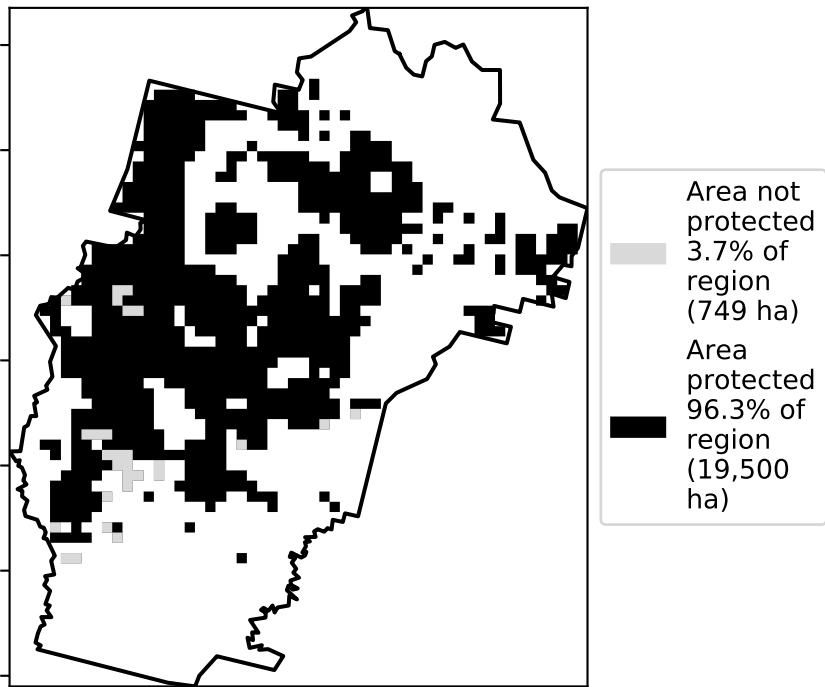 Area not
protected
3.7% of
region
(749 ha)
Area
protected
96.3% of
region
(19,500
ha)